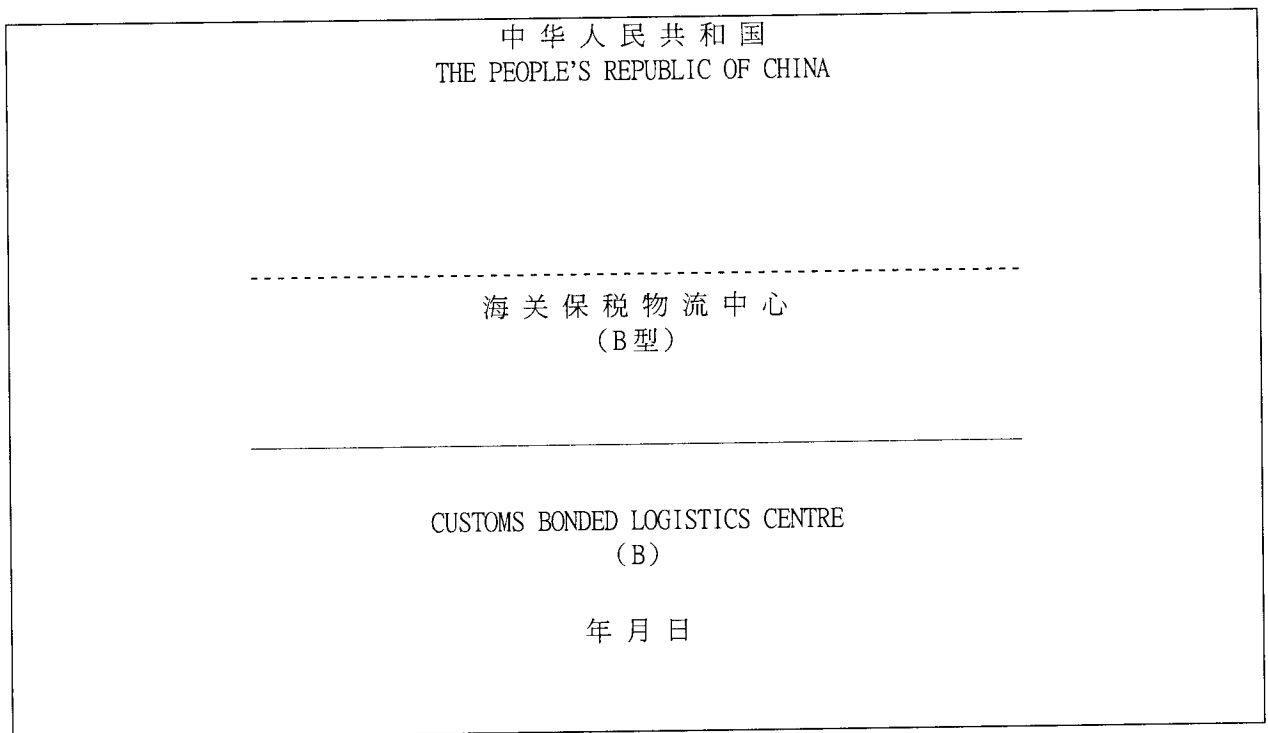 中华人民共和国
THE PEOPLE'S REPUBLIC OF CHINA
海关保税物流中心
(B型)
CUSTOMS BONDED LOGISTICS CENTRE
(B)
年月日